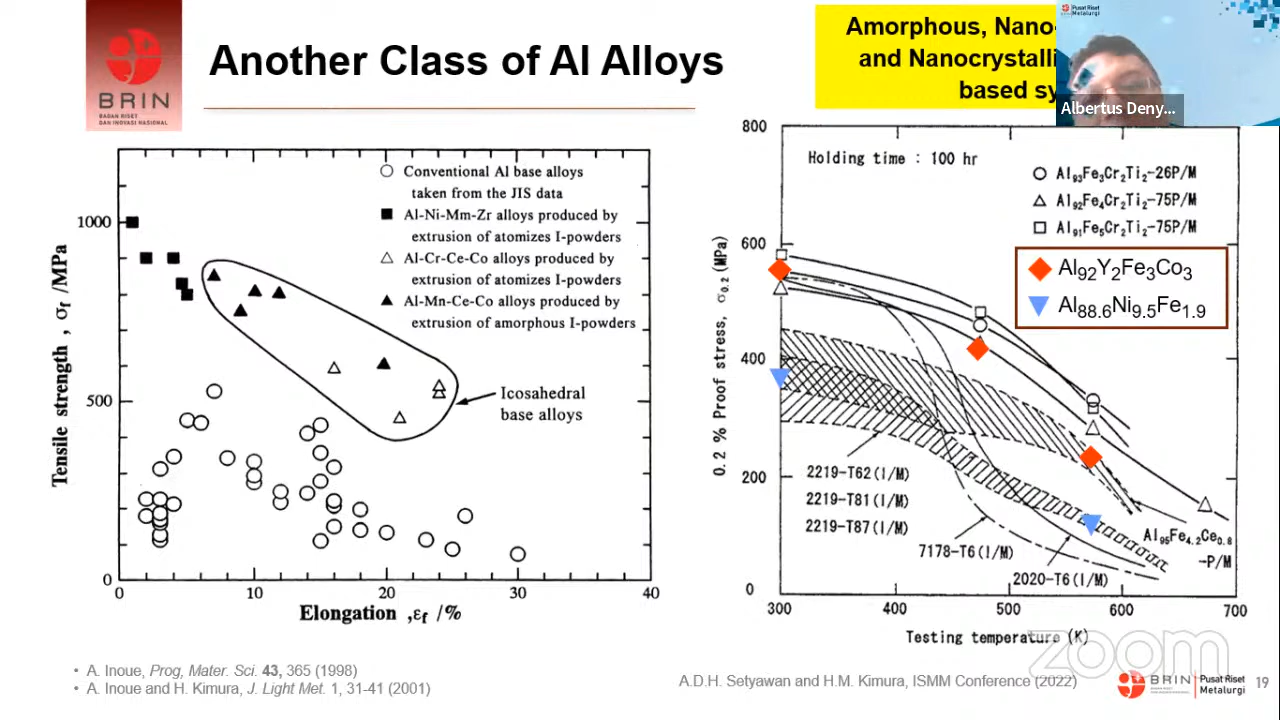 BRIN
BADAN RISET
DAN INOVASI NASIONAL
Another Class of Al Alloys
Amorphous, Nano
and Nanocrystalli
based sy
Pusat Riset
Metalurgi
Albertus Deny...
Conventional Al base alloys
taken from the JIS data
Al-Ni-Mm-Zr alloys produced by
extrusion of atomizes I-powders
Al-Cr-Ce-Co alloys produced by
extrusion of atomizes I-powders
Al-Mn-Ce-Co alloys produced by
extrusion of amorphous I-powders
Icosahedral
base alloys
Tensile strength , σf /MPa
1000
500
0
0 10 20 30 40
Elongation ,εf /%
Holding time : 100 hr
Al93Fe3Cr2Ti2-26P/M
Al92Fe4Cr2Ti2-75P/M
Al91Fe5Cr2Ti2-75P/M
Al92Y2Fe3Co3
Al88.6Ni9.5Fe1.9
0.2 % Proof stress, σ0.2 (MPa)
800
600
400
200
0
2219-T62(I/M)
2219-T81(I/M)
2219-T87(I/M)
7178-T6(I/M)
2020-T6(I/M)
Al95Fe4.2Ce0.8
-P/M
300 400 500 600 700
Testing temperature (K)
• A. Inoue, Prog, Mater. Sci. 43, 365 (1998)
• A. Inoue and H. Kimura, J. Light Met. 1, 31-41 (2001)
A.D.H. Setyawan and H.M. Kimura, ISMM Conference (2022)
zoom
BRIN
Pusat Riset
Metalurgi
19